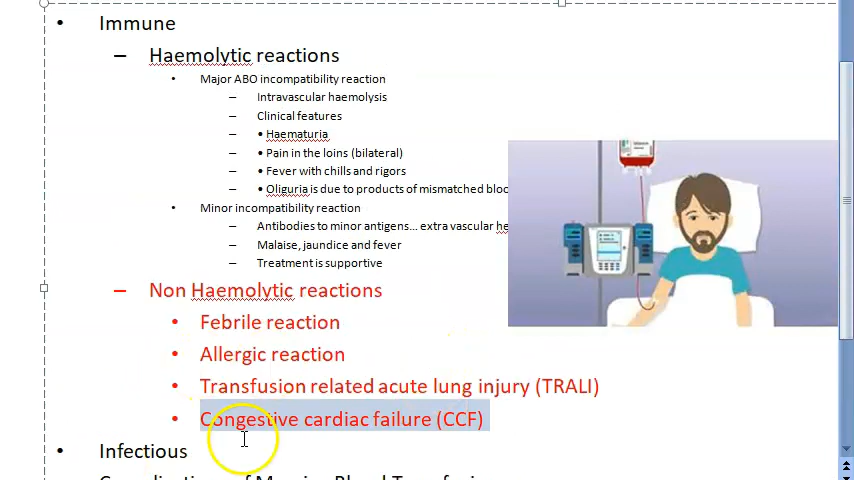 • Immune
– Haemolytic reactions
• Major ABO incompatibility reaction
– Intravascular haemolysis
– Clinical features
– • Haematuria
– • Pain in the loins (bilateral)
– • Fever with chills and rigors
– • Oliguria is due to products of mismatched bloo
• Minor incompatibility reaction
– Antibodies to minor antigens... extra vascular he
– Malaise, jaundice and fever
– Treatment is supportive
– Non Haemolytic reactions
• Febrile reaction
• Allergic reaction
• Transfusion related acute lung injury (TRALI)
• Congestive cardiac failure (CCF)
• Infectious